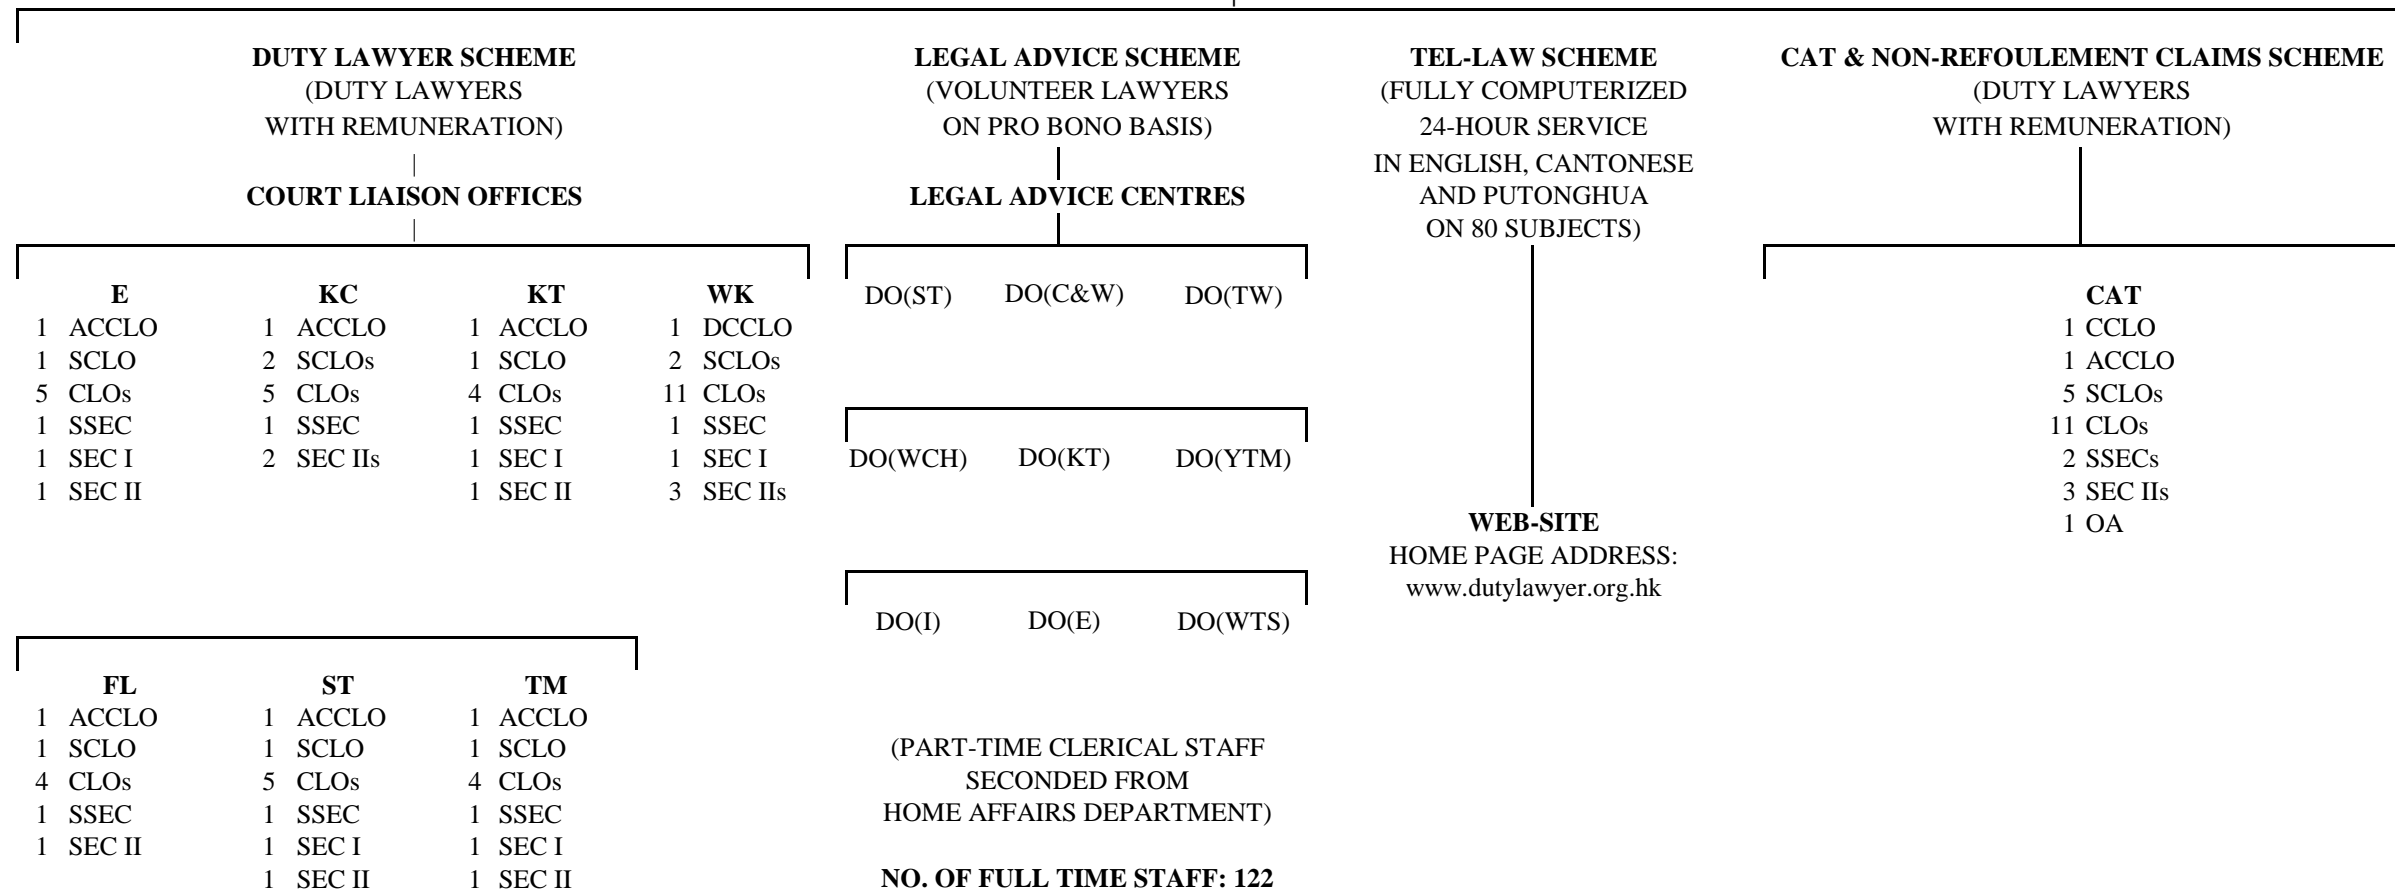 DUTY LAWYER SCHEME
(DUTY LAWYERS
WITH REMUNERATION)
COURT LIAISON OFFICES
E
1 ACCLO
1 SCLO
5 CLOs
1 SSEC
1 SEC I
1 SEC II
KC
1 ACCLO
2 SCLOs
5 CLOs
1 SSEC
2 SEC IIs
KT
1 ACCLO
1 SCLO
4 CLOs
1 SSEC
1 SEC I
1 SEC II
WK
1 DCCLO
2 SCLOs
11 CLOs
1 SSEC
1 SEC I
3 SEC IIs
FL
1 ACCLO
1 SCLO
4 CLOs
1 SSEC
1 SEC II
ST
1 ACCLO
1 SCLO
5 CLOs
1 SSEC
1 SEC I
1 SEC II
TM
1 ACCLO
1 SCLO
4 CLOs
1 SSEC
1 SEC I
1 SEC II
LEGAL ADVICE SCHEME
(VOLUNTEER LAWYERS
ON PRO BONO BASIS)
LEGAL ADVICE CENTRES
DO(ST) DO(C&W) DO(TW)
DO(WCH) DO(KT) DO(YTM)
DO(I) DO(E) DO(WTS)
(PART-TIME CLERICAL STAFF
SECONDED FROM
HOME AFFAIRS DEPARTMENT)
NO. OF FULL TIME STAFF: 122
TEL-LAW SCHEME
(FULLY COMPUTERIZED
24-HOUR SERVICE
IN ENGLISH, CANTONESE
AND PUTONGHUA
ON 80 SUBJECTS)
WEB-SITE
HOME PAGE ADDRESS:
www.dutylawyer.org.hk
CAT & NON-REFOULEMENT CLAIMS SCHEME
(DUTY LAWYERS
WITH REMUNERATION)
CAT
1 CCLO
1 ACCLO
5 SCLOs
11 CLOs
2 SSECs
3 SEC IIs
1 OA